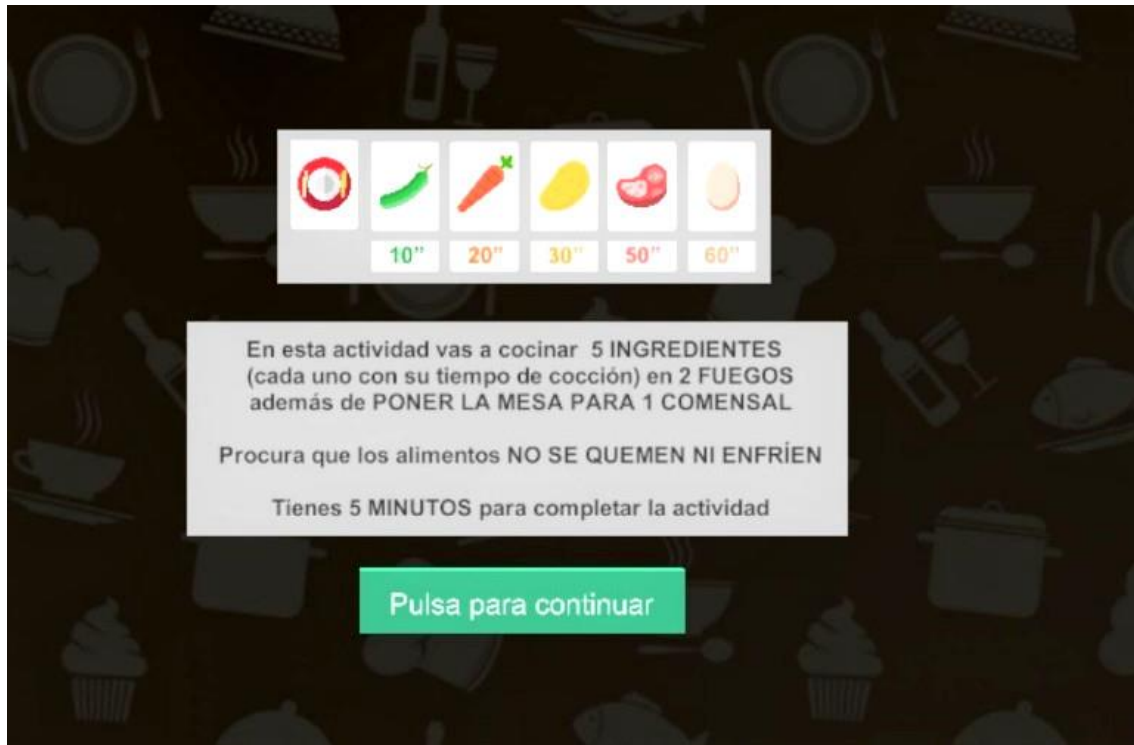 10" 20" 30" 50" 60"
En esta actividad vas a cocinar 5 INGREDIENTES
(cada uno con su tiempo de cocción) en 2 FUEGOS
además de PONER LA MESA PARA 1 COMENSAL
Procura que los alimentos NO SE QUEMEN NI ENFRÍEN
Tienes 5 MINUTOS para completar la actividad
Pulsa para continuar